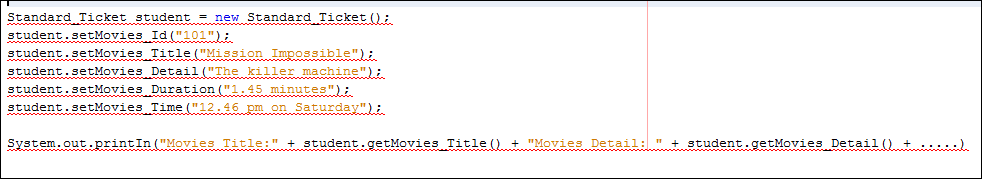 Standard_Ticket student = new Standard_Ticket();
student.setMovies_Id("101");
student.setMovies_Title("Mission Impossible");
student.setMovies_Detail("The killer machine");
student.setMovies_Duration("1.45 minutes");
student.setMovies_Time("12.46 pm on Saturday");
System.out.printIn("Movies Title:" + student.getMovies_Title() + "Movies Detail: " + student.getMovies_Detail() + .....)